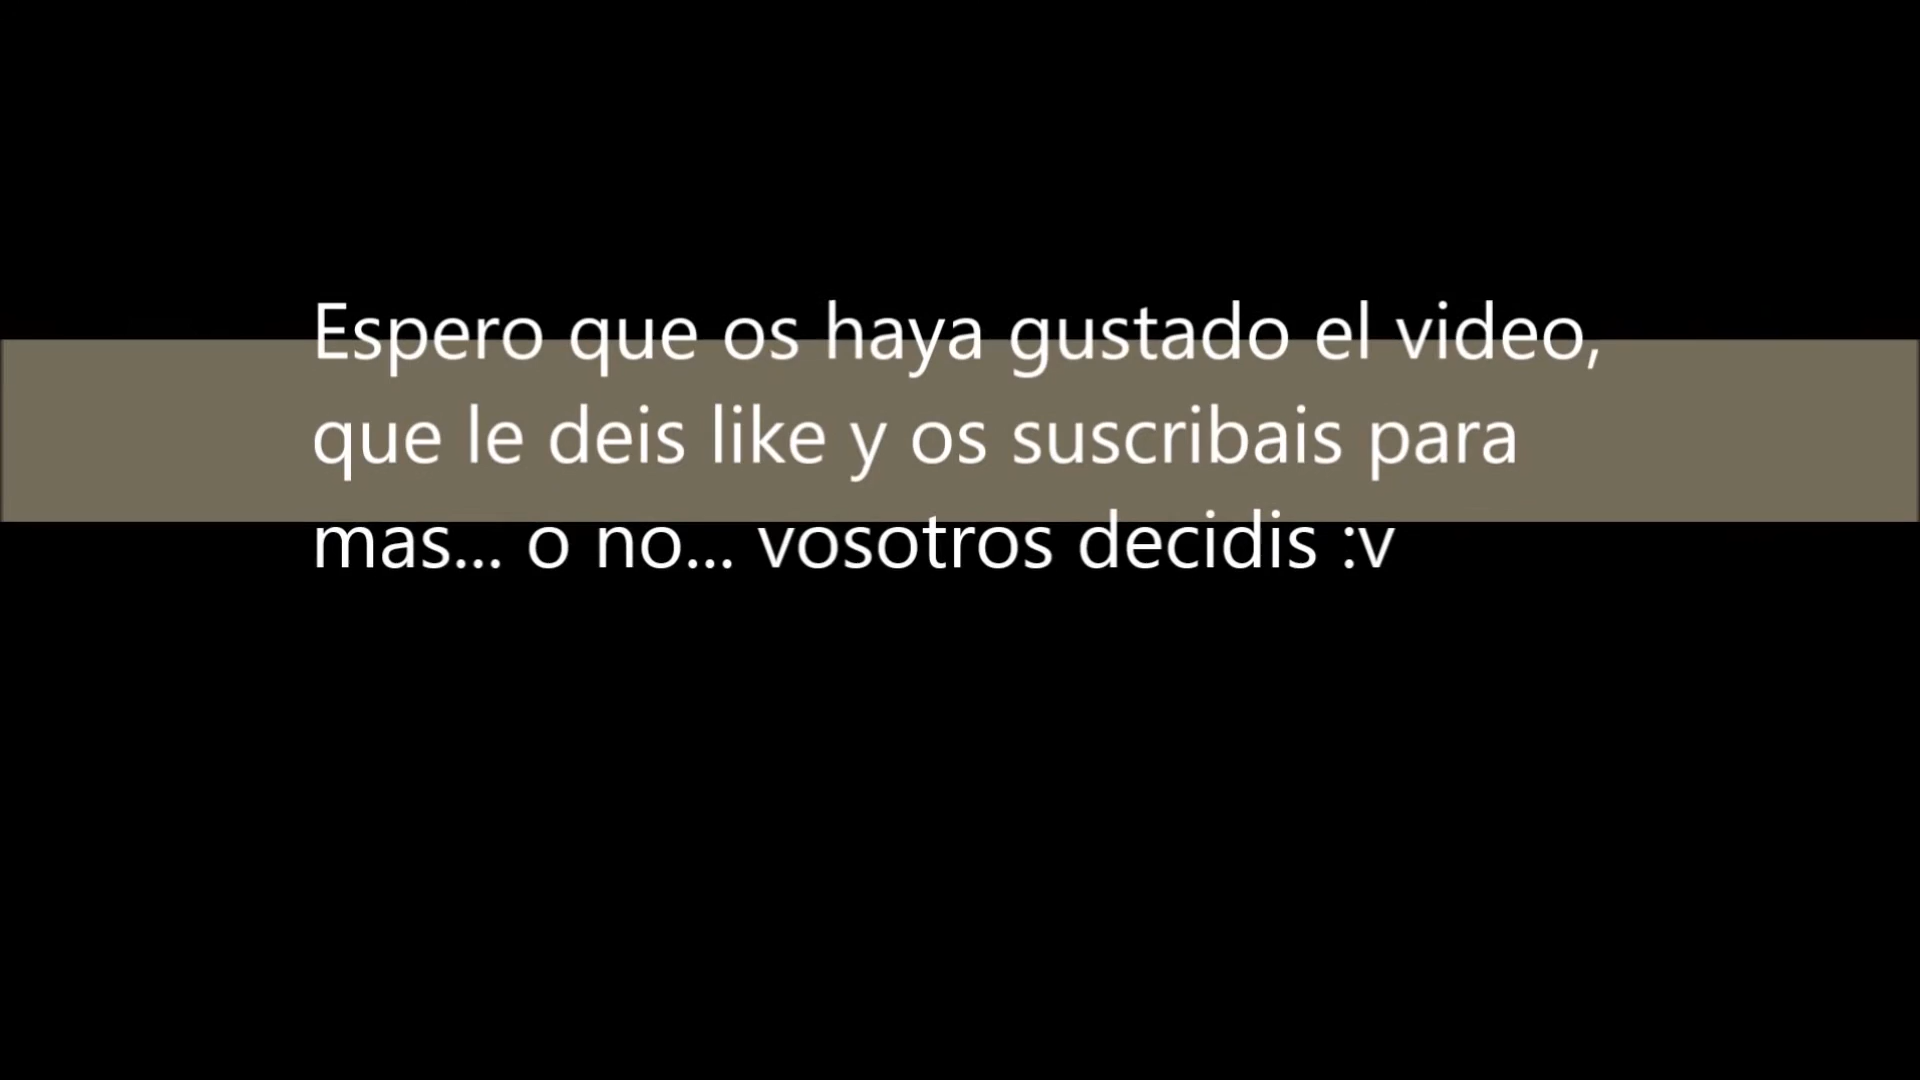 Espero que os haya gustado el video,
que le deis like y os suscribais para
mas... o no... vosotros decidis :v